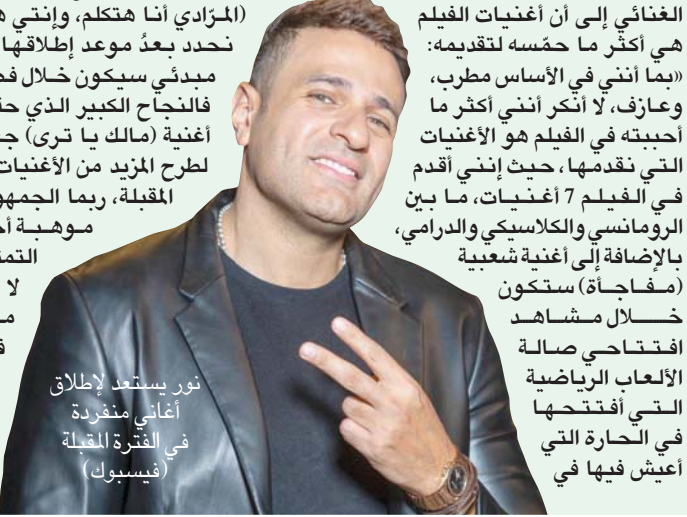 الغنائي إلى أن أغنيات الفيلم
هي أكثر ما حمّسه لتقديمه:
«بما أنني في الأساس مطرب،
وعازف، لا أنكر أنني أكثر ما
أحببته في الفيلم هو الأغنيات
التي نقدمها، حيث إنني أقدم
في الفيلم 7 أغنيات، ما بين
الرومانسي والكلاسيكي والدرامي،
بالإضافة إلى أغنية شعبية
(مفاجأة) ستكون
خلال مشاهد
افتتاحي صالة
الألعاب الرياضية
التي أفتتحها
في الحارة التي
أعيش فيها في
(المرّادي أنا هتكلم، وإنتي
نحدد بعدُ موعد إطلاقها
مبدئي سيكون خلال
فالنجاح الكبير الذي
أغنية (مالك يا ترى)
لطرح المزيد من الأغنيات
المقبلة، ربما
موهبة
لا
نور يستعد لإطلاق
أغاني منفردة
في الفترة المقبلة
(فيسبوك)